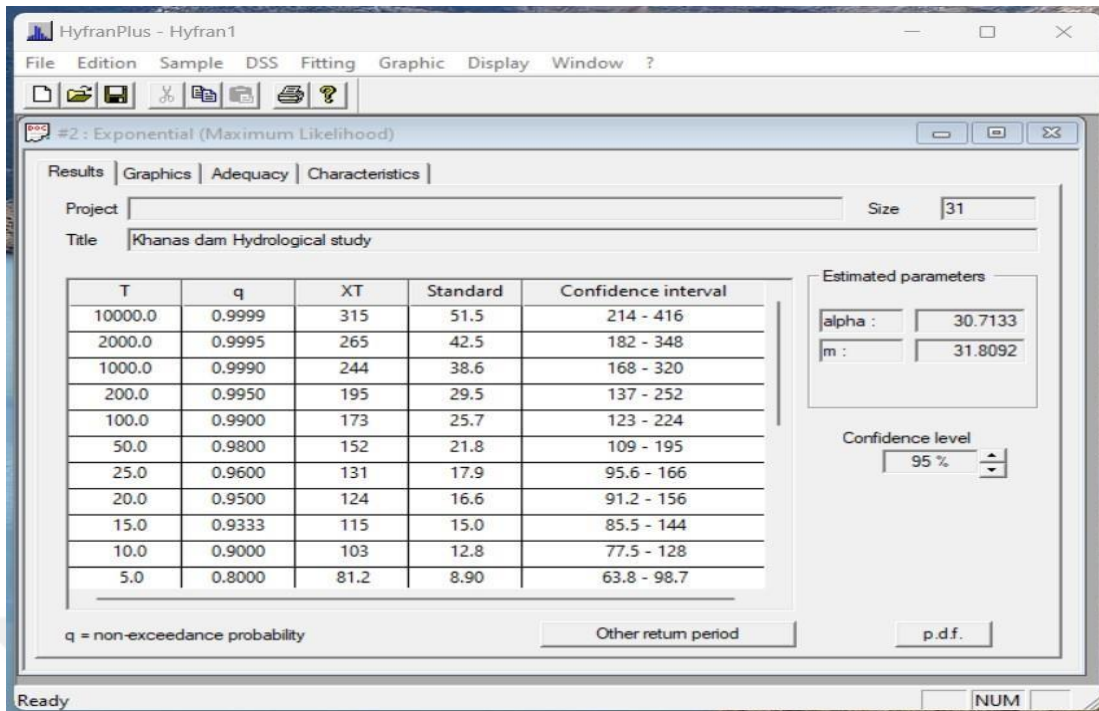 HyfranPlus - Hyfran1
File Edition Sample DSS Fitting Graphic Display Window ?
#2 : Exponential (Maximum Likelihood)
Results Graphics Adequacy Characteristics
Project Size 31
Title Khanas dam Hydrological study
T q XT Standard Confidence interval
10000.0 0.9999 315 51.5 214 - 416
2000.0 0.9995 265 42.5 182 - 348
1000.0 0.9990 244 38.6 168 - 320
200.0 0.9950 195 29.5 137 - 252
100.0 0.9900 173 25.7 123 - 224
50.0 0.9800 152 21.8 109 - 195
25.0 0.9600 131 17.9 95.6 - 166
20.0 0.9500 124 16.6 91.2 - 156
15.0 0.9333 115 15.0 85.5 - 144
10.0 0.9000 103 12.8 77.5 - 128
5.0 0.8000 81.2 8.90 63.8 - 98.7
Estimated parameters
alpha : 30.7133
m : 31.8092
Confidence level
95 %
q = non-exceedance probability Other return period p.d.f.
Ready NUM